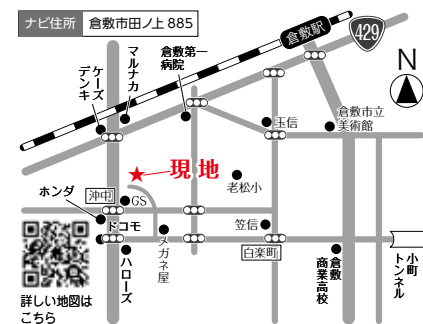 ナビ住所 倉敷市田ノ上885
倉敷駅
429
N
ケーズデンキ
マルナカ
倉敷第一
病院
玉信
倉敷市立
美術館
現地
老松小
ホンダ
沖中
GS
ドコモ
メガネ屋
笠信
白楽町
ハローズ
倉敷
商業高校
小町
トンネル
詳しい地図は
こちら